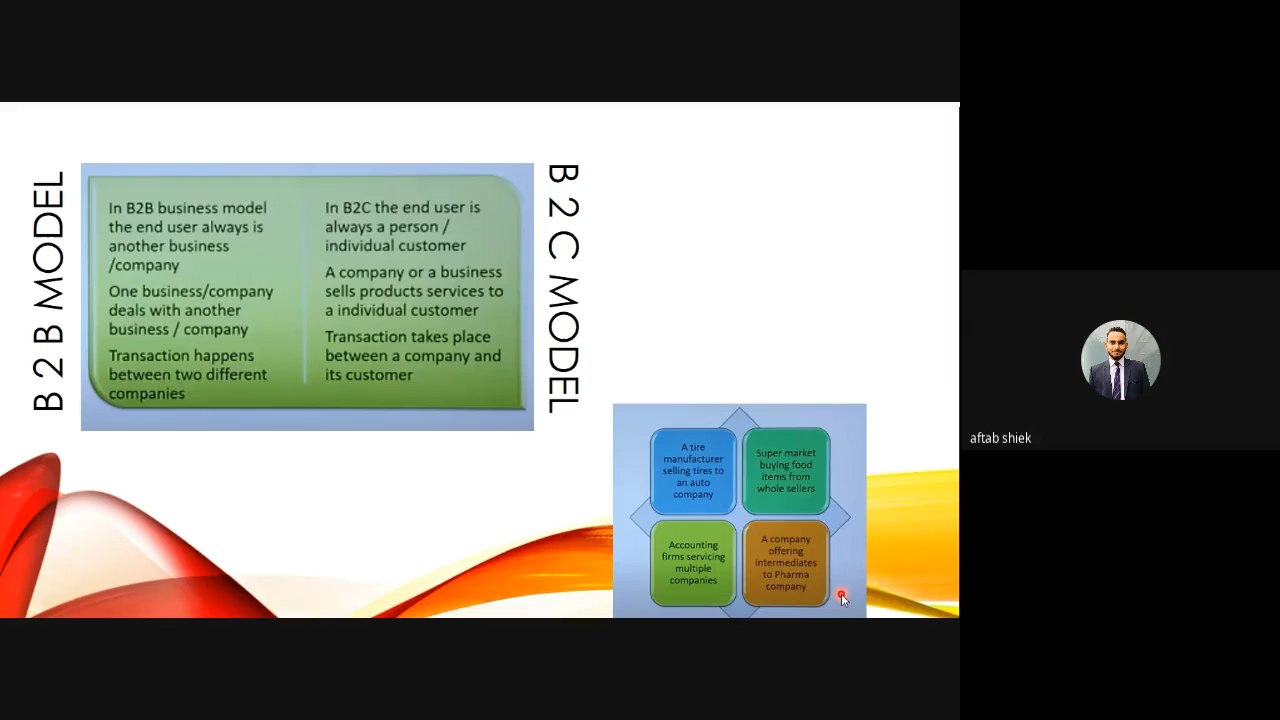 B 2 B MODEL
In B2B business model
the end user always is
another business
/company
One business/company
deals with another
business / company
Transaction happens
between two different
companies
In B2C the end user is
always a person /
individual customer
A company or a business
sells products services to
a individual customer
Transaction takes place
between a company and
its customer
B 2 C MODEL
A tire
manufacturer
selling tires to
an auto
company
Super market
buying food
items from
whole sellers
Accounting
firms servicing
multiple
companies
A company
offering
intermediates
to Pharma
company
aftab shiek